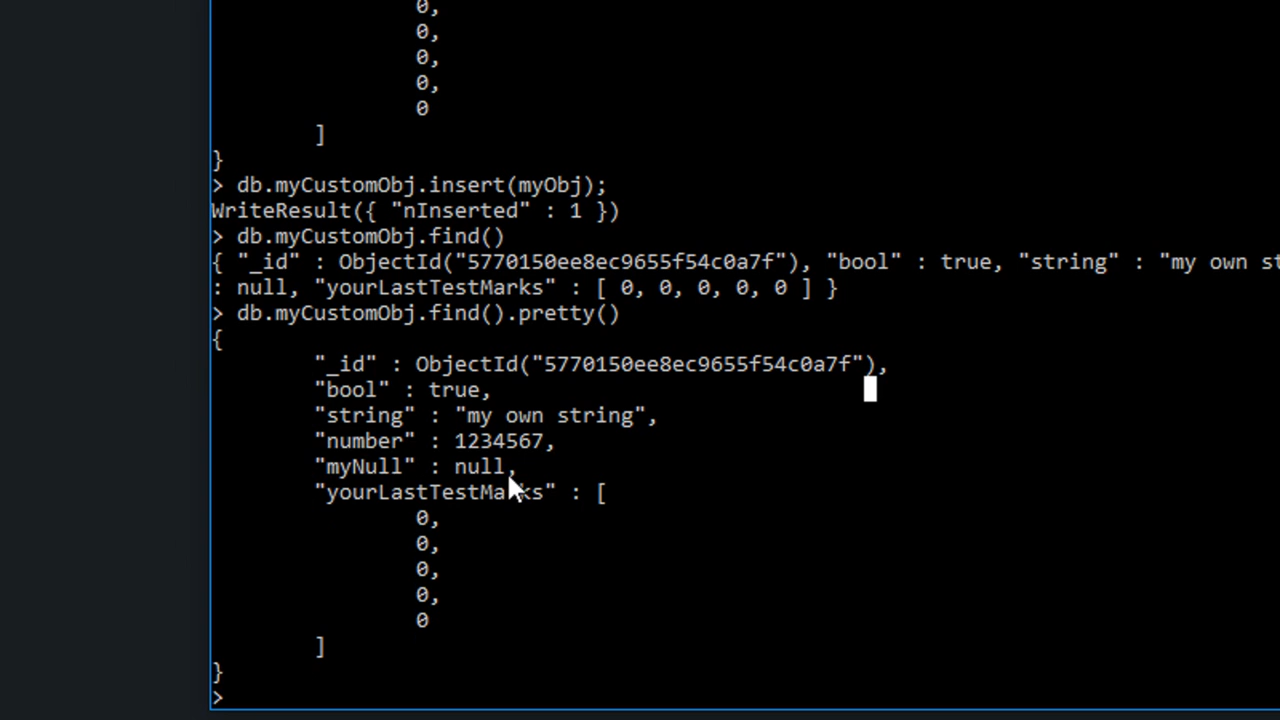 0,
0,
0,
0,
0
]
}
> db.myCustomObj.insert(myObj);
WriteResult({ "nInserted" : 1 })
> db.myCustomObj.find()
{ "_id" : ObjectId("5770150ee8ec9655f54c0a7f"), "bool" : true, "string" : "my own st
: null, "yourLastTestMarks" : [ 0, 0, 0, 0, 0 ] }
> db.myCustomObj.find().pretty()
{
"_id" : ObjectId("5770150ee8ec9655f54c0a7f"),
"bool" : true,
"string" : "my own string",
"number" : 1234567,
"myNull" : null,
"yourLastTestMarks" : [
0,
0,
0,
0,
0
]
}
>